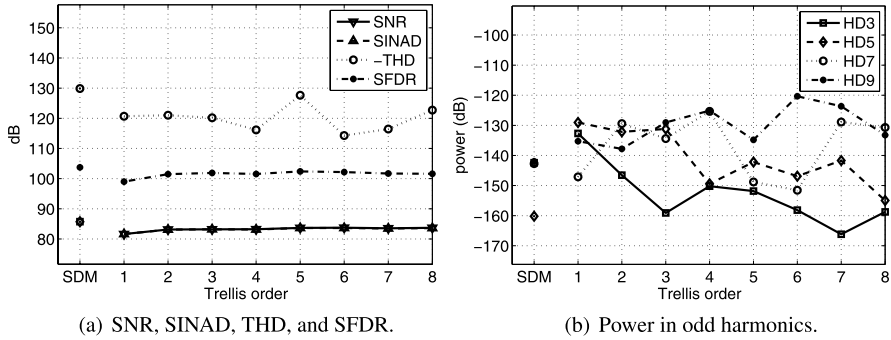 150
140
130
120
110
100
90
80
dB
SNR
SINAD
-THD
SFDR
SDM 1 2 3 4 5 6 7 8
Trellis order
(a) SNR, SINAD, THD, and SFDR.
−100
−110
−120
−130
−140
−150
−160
−170
power (dB)
HD3
HD5
HD7
HD9
SDM 1 2 3 4 5 6 7 8
Trellis order
(b) Power in odd harmonics.